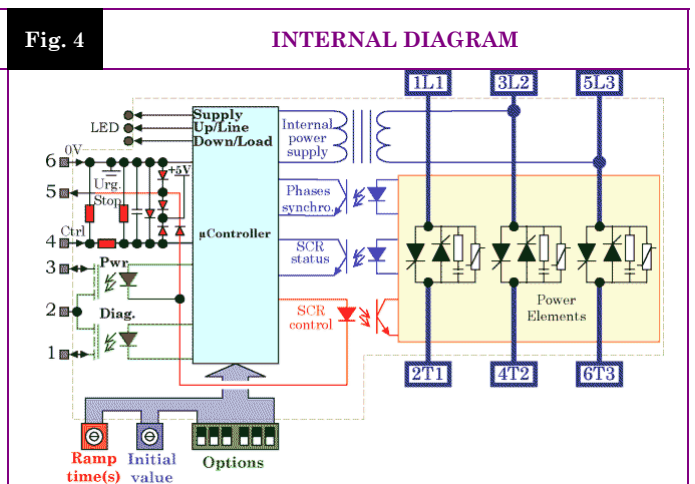 Fig. 4
INTERNAL DIAGRAM
1L1
3L2
5L3
Supply
LED
Up/Line
Down/Load
Internal
power
supply
6
0V
+5V
Urg.
5
Stop
Phases
synchro.
Ctrl
4
µController
SCR
status
3
Pwr
2
Diag.
SCR
control
Power
Elements
1
2T1
4T2
6T3
Ramp
time(s)
Initial
value
Options